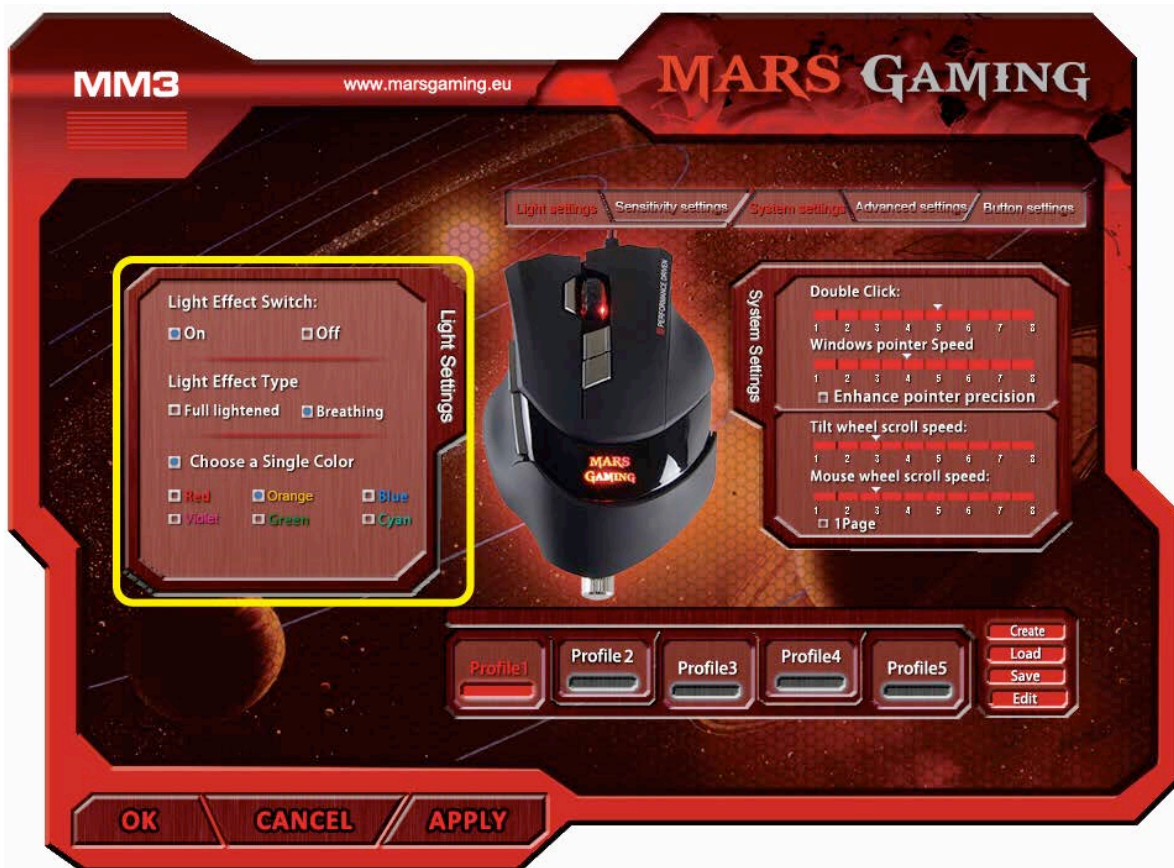 MM3
www.marsgaming.eu
MARS GAMING
Light settings Sensitivity settings System settings Advanced settings Button settings
Light Effect Switch:
On Off
Light Effect Type
Full lightened Breathing
Choose a Single Color
Red Orange Blue
Violet Green Cyan
Light Settings
PERFORMANCE DRIVEN
MARS
GAMING
System Settings
Double Click:
1 2 3 4 5 6 7 8
Windows pointer Speed
1 2 3 4 5 6 7 8
Enhance pointer precision
Tilt wheel scroll speed:
1 2 3 4 5 6 7 8
Mouse wheel scroll speed:
1 2 3 4 5 6 7 8
1Page
Profile1 Profile2 Profile3 Profile4 Profile5
Create
Load
Save
Edit
OK CANCEL APPLY